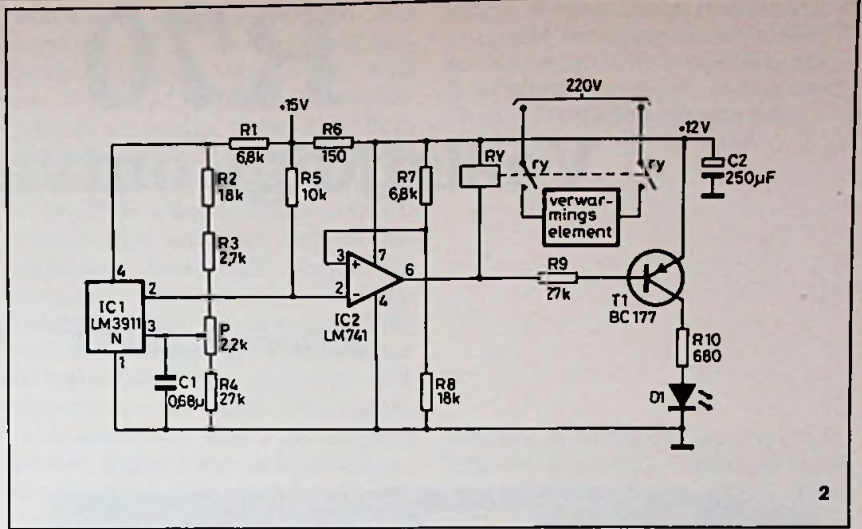 220V
+15V
+12V
R1
6,8k
R6
150
R2
18k
R5
10k
R7
6,8k
RY
ry
ry
C2
250µF
verwar-
mings
element
R3
2,7k
3
+
7
6
2
-
4
IC2
LM741
R9
27k
T1
BC177
4
IC1
LM3911
N
2
3
1
P
2,2k
C1
0,68µ
R4
27k
R8
18k
R10
680
D1
2